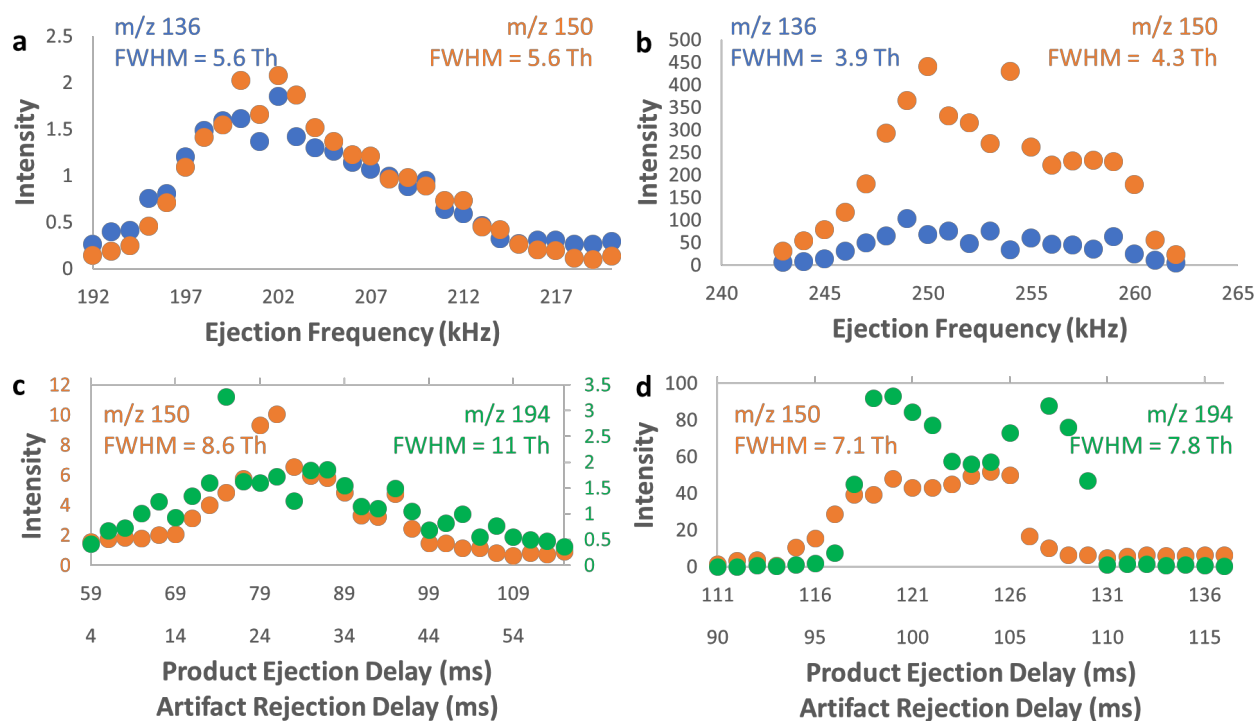 a
m/z 136
FWHM = 5.6 Th
m/z 150
FWHM = 5.6 Th
2.5
2
1.5
1
0.5
0
Intensity
192 197 202 207 212 217
Ejection Frequency (kHz)
b
m/z 136
FWHM = 3.9 Th
m/z 150
FWHM = 4.3 Th
500
450
400
350
300
250
200
150
100
50
0
Intensity
240 245 250 255 260 265
Ejection Frequency (kHz)
c
m/z 150
FWHM = 8.6 Th
m/z 194
FWHM = 11 Th
12
10
8
6
4
2
0
Intensity
3.5
3
2.5
2
1.5
1
0.5
0
59 69 79 89 99 109
4 14 24 34 44 54
Product Ejection Delay (ms)
Artifact Rejection Delay (ms)
d
m/z 150
FWHM = 7.1 Th
m/z 194
FWHM = 7.8 Th
100
80
60
40
20
0
Intensity
111 116 121 126 131 136
90 95 100 105 110 115
Product Ejection Delay (ms)
Artifact Rejection Delay (ms)